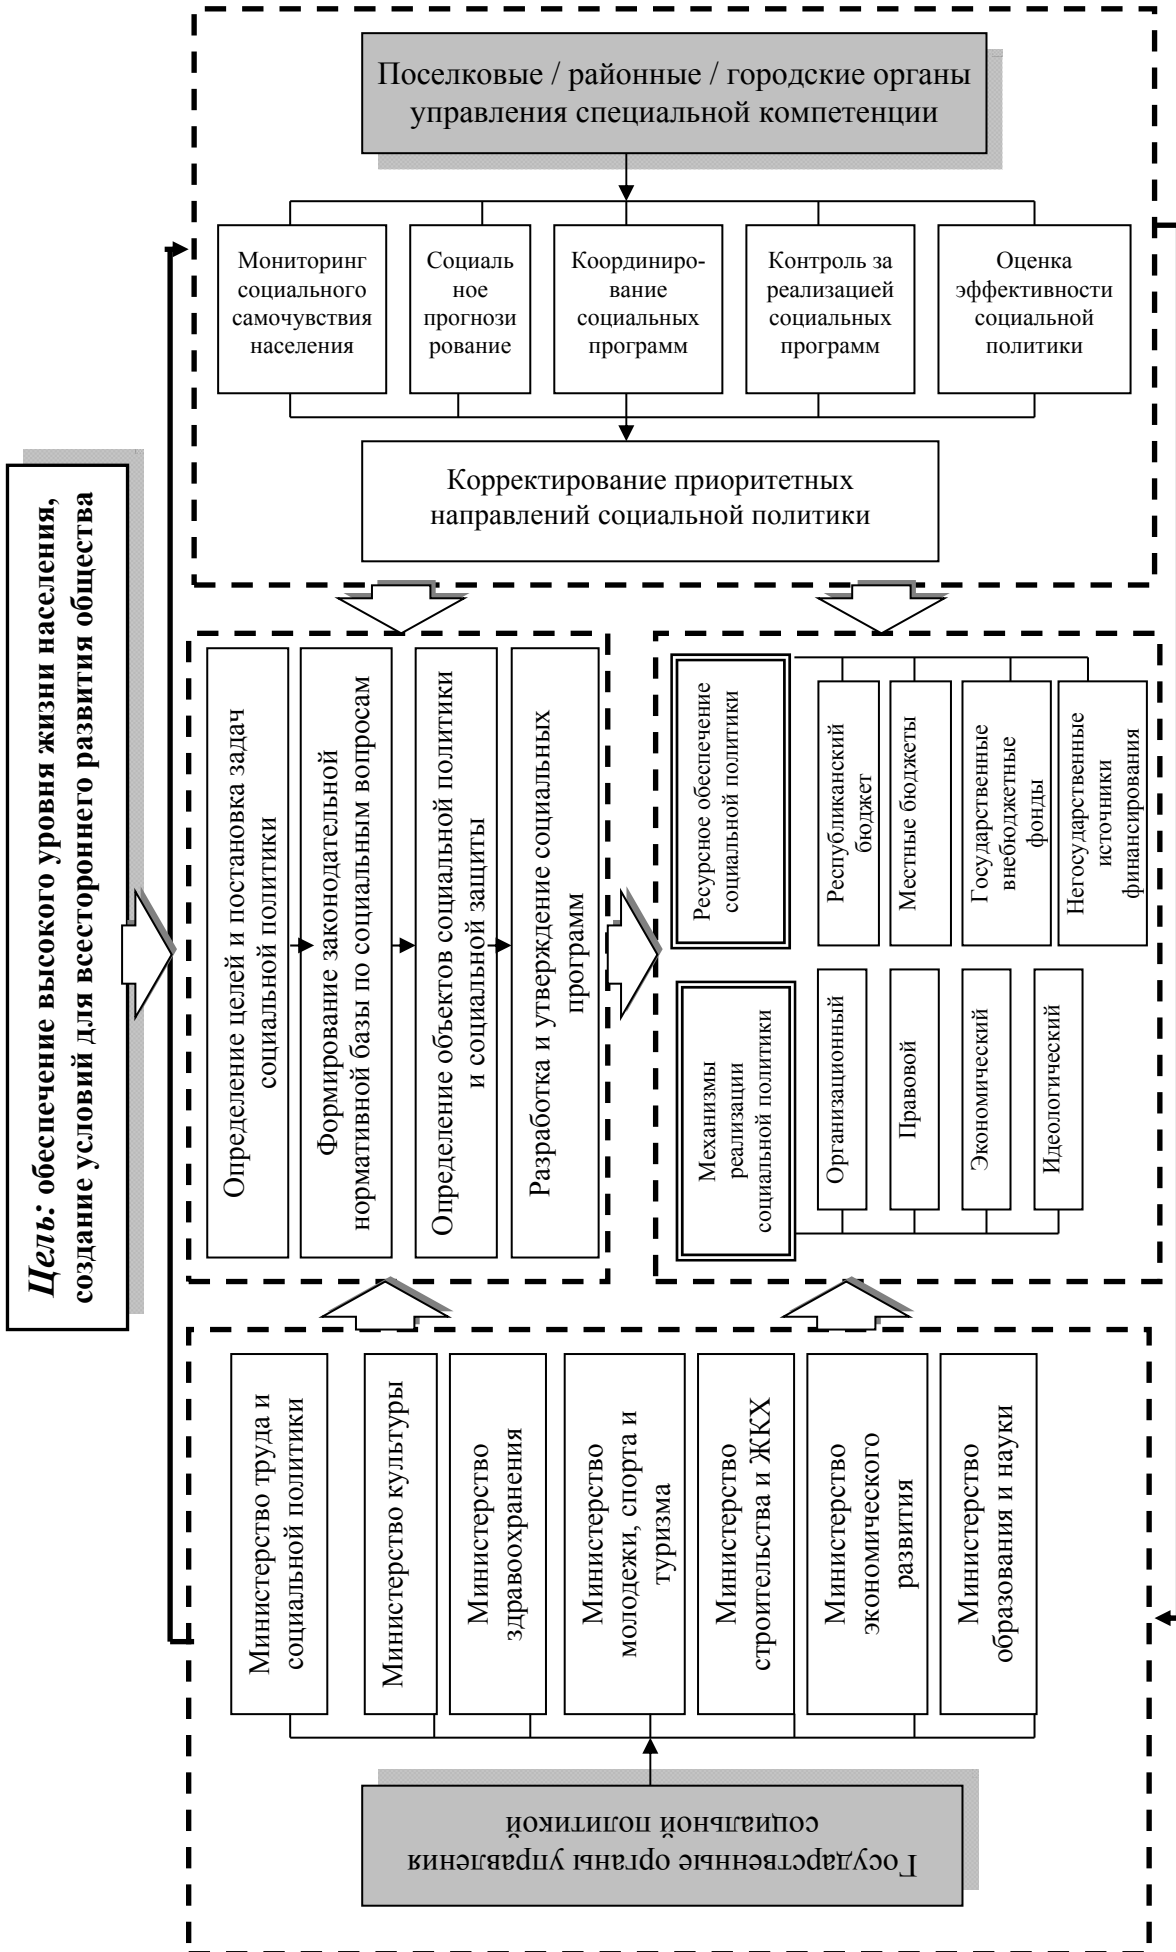 Цель: обеспечение высокого уровня жизни населения,
создание условий для всестороннего развития общества
Государственные органы управления
социальной политикой
Министерство труда и
социальной политики
Министерство культуры
Министерство
здравоохранения
Министерство
молодежи, спорта и
туризма
Министерство
строительства и ЖКХ
Министерство
экономического
развития
Министерство
образования и науки
Определение целей и постановка задач
социальной политики
Формирование законодательной
нормативной базы по социальным вопросам
Определение объектов социальной политики
и социальной защиты
Разработка и утверждение социальных
программ
Механизмы
реализации
социальной политики
Организационный
Правовой
Экономический
Идеологический
Ресурсное обеспечение
социальной политики
Республиканский
бюджет
Местные бюджеты
Государственные
внебюджетные
фонды
Негосударственные
источники
финансирования
Поселковые / районные / городские органы
управления специальной компетенции
Мониторинг
социального
самочувствия
населения
Социаль
ное
прогнози
рование
Координиро-
вание
социальных
программ
Контроль за
реализацией
социальных
программ
Оценка
эффективности
социальной
политики
Корректирование приоритетных
направлений социальной политики